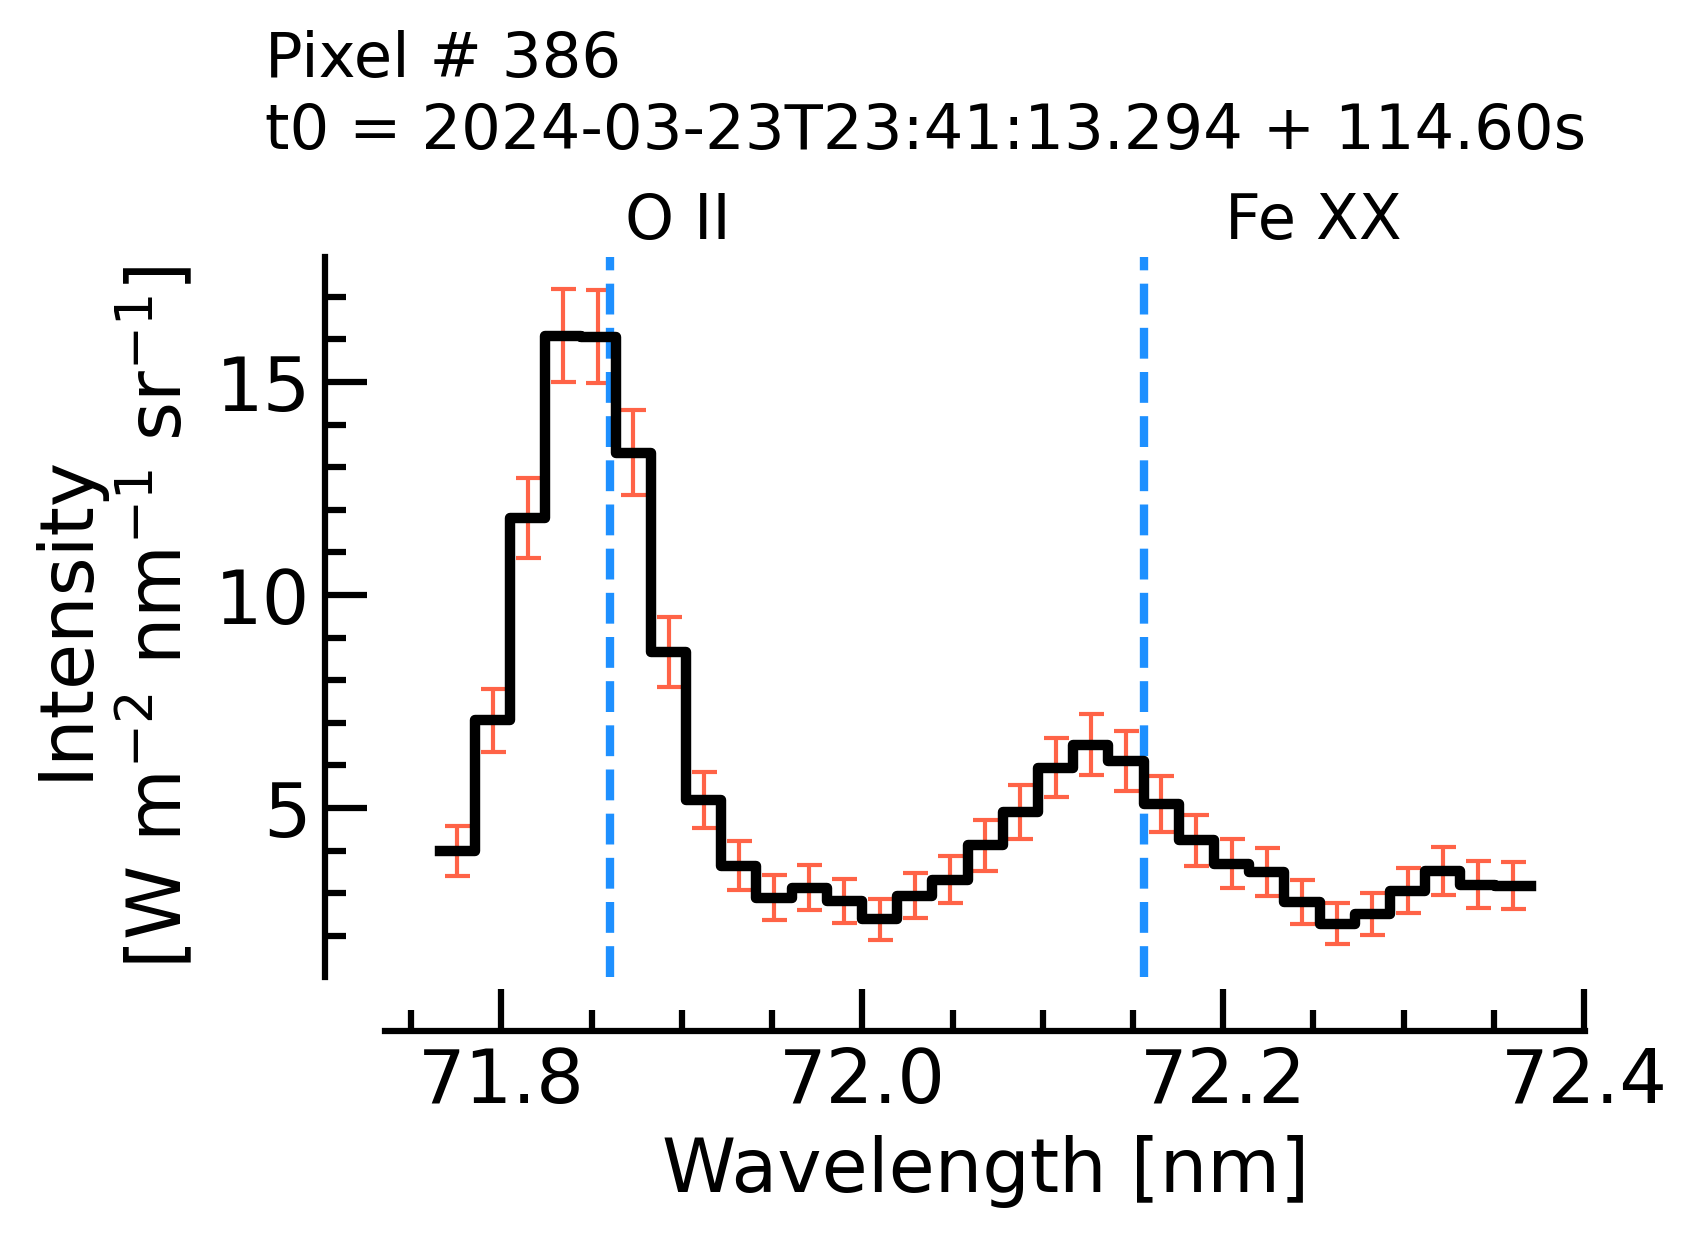 Pixel # 386
t0 = 2024-03-23T23:41:13.294 + 114.60s
O II
Fe XX
Intensity
[W m⁻² nm⁻¹ sr⁻¹]
15
10
5
71.8 72.0 72.2 72.4
Wavelength [nm]